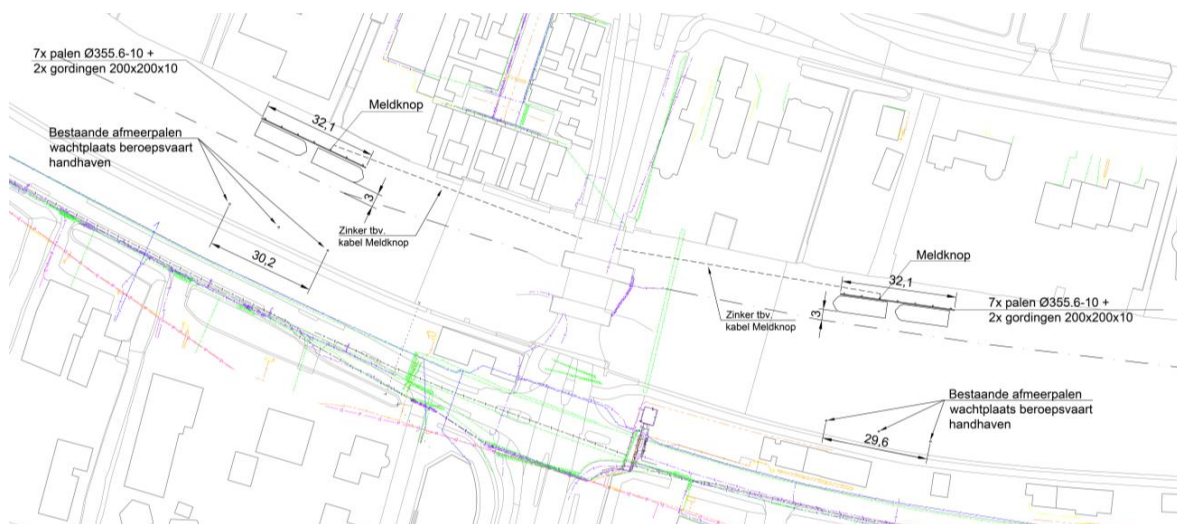 7x palen Ø355.6-10 +
2x gordingen 200x200x10
Meldknop
32,1
Bestaande afmeerpalen
wachtplaats beroepsvaart
handhaven
3
Zinker tbv.
kabel Meldknop
30,2
Meldknop
32,1
7x palen Ø355.6-10 +
2x gordingen 200x200x10
3
Zinker tbv.
kabel Meldknop
Bestaande afmeerpalen
wachtplaats beroepsvaart
handhaven
29,6